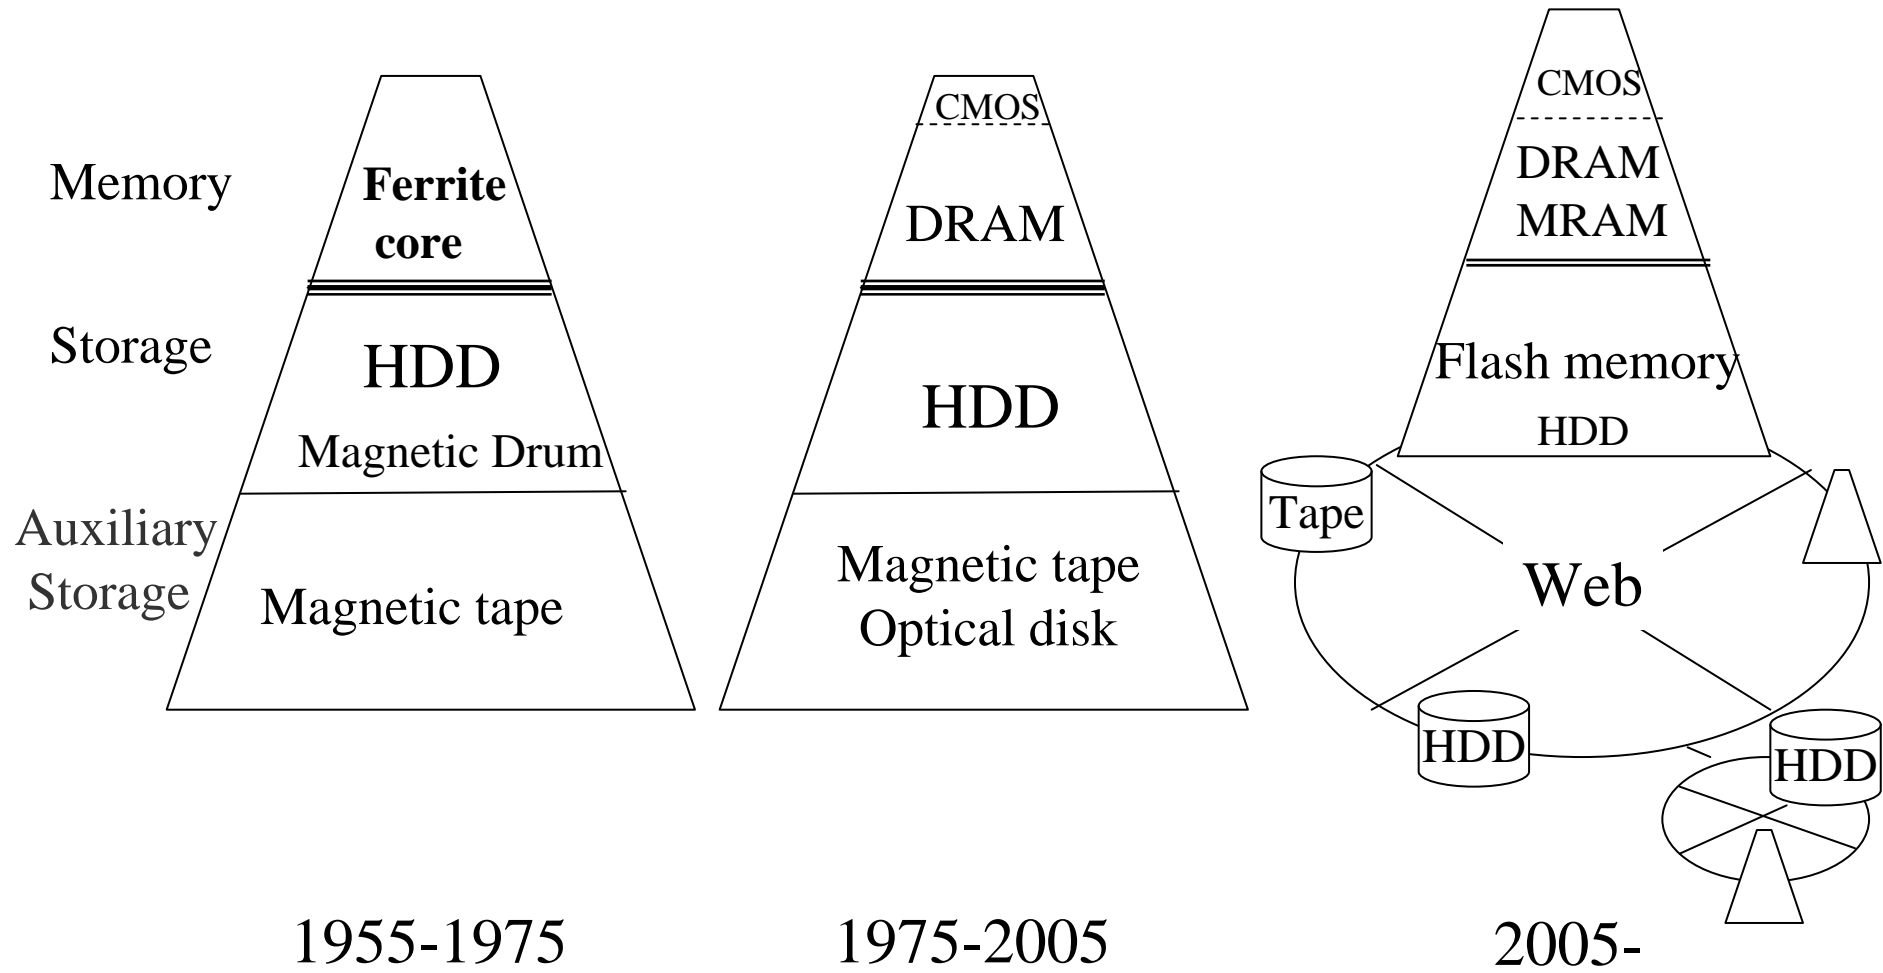 Memory
Storage
Auxiliary
Storage
Ferrite
core
HDD
Magnetic Drum
Magnetic tape
1955-1975
CMOS
DRAM
HDD
Magnetic tape
Optical disk
1975-2005
CMOS
DRAM
MRAM
Flash memory
HDD
Tape
Web
HDD
HDD
2005-